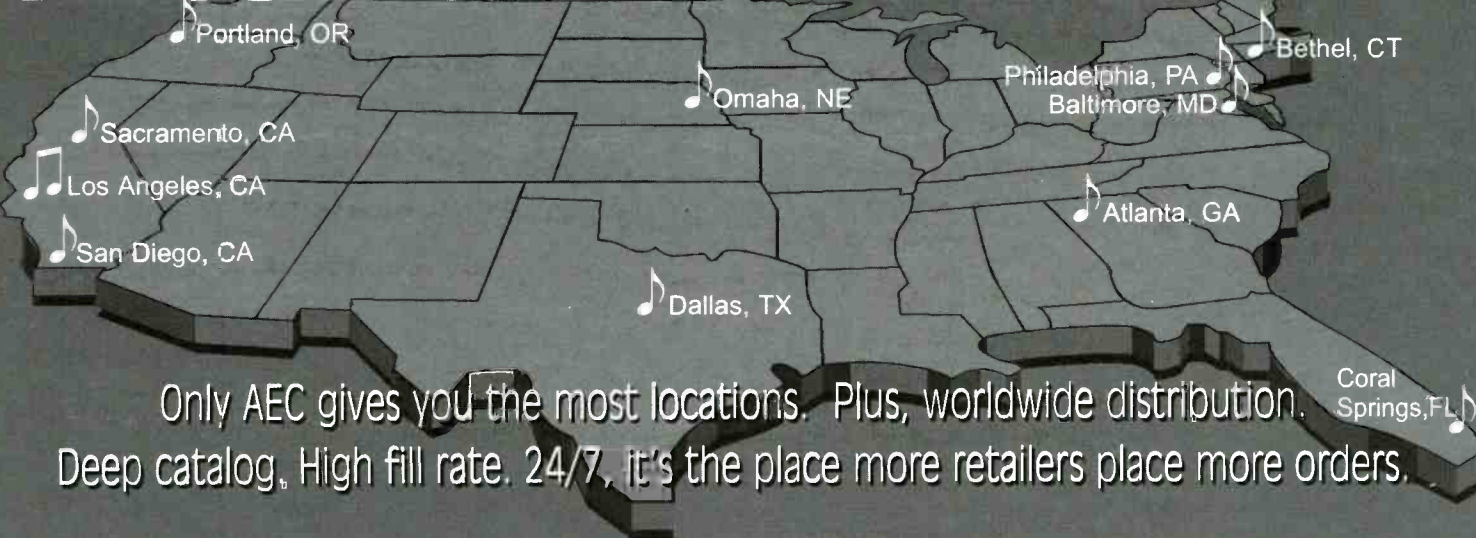 Portland, OR
Bethel, CT
Philadelphia, PA
Omaha, NE
Baltimore, MD
Sacramento, CA
Los Angeles, CA
Atlanta, GA
San Diego, CA
Dallas, TX
Coral
Springs, FL
Only AEC gives you the most locations. Plus, worldwide distribution.
Deep catalog. High fill rate. 24/7, it's the place more retailers place more orders.